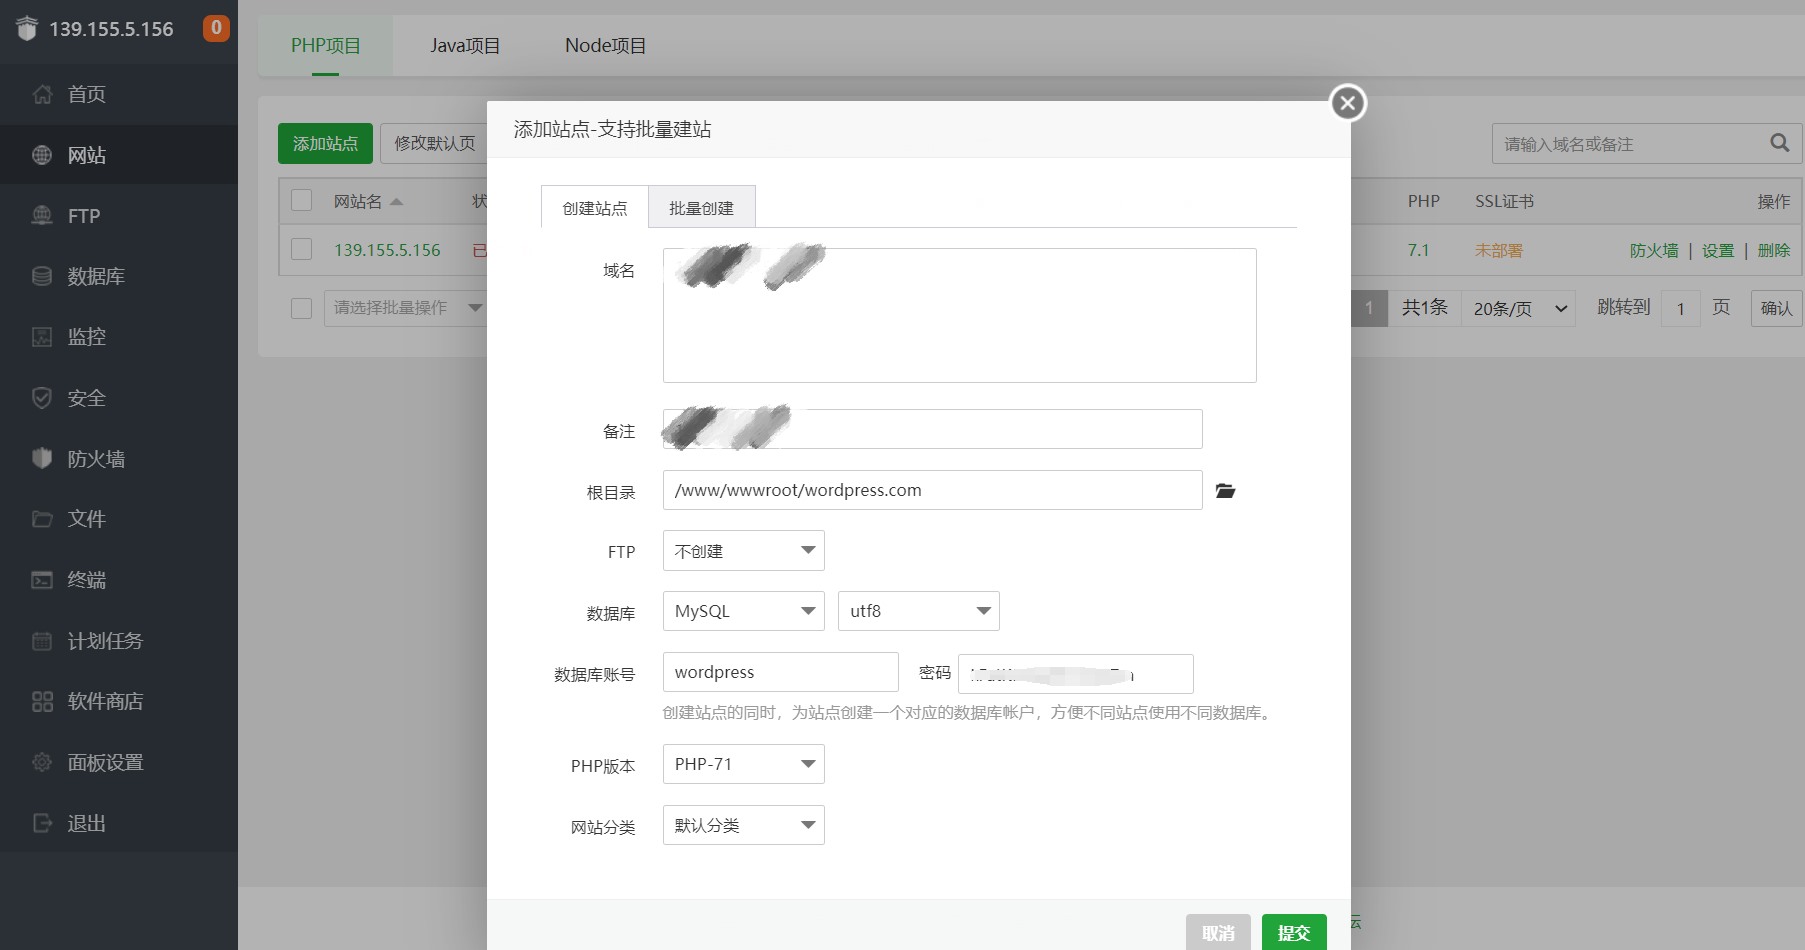 139.155.5.156
0
首页
网站
FTP
数据库
监控
安全
防火墙
文件
终端
计划任务
软件商店
面板设置
退出
PHP项目 Java项目 Node项目
添加站点 修改默认页 请输入域名或备注
网站名 状 PHP SSL证书 操作
139.155.5.156 已 7.1 未部署 防火墙 | 设置 | 删除
请选择批量操作 1 共1条 20条/页 跳转到 1 页 确认
添加站点-支持批量建站
创建站点 批量创建
域名
备注
根目录 /www/wwwroot/wordpress.com
FTP 不创建
数据库 MySQL utf8
数据库账号 wordpress 密码
创建站点的同时，为站点创建一个对应的数据库帐户，方便不同站点使用不同数据库。
PHP版本 PHP-71
网站分类 默认分类
取消 提交